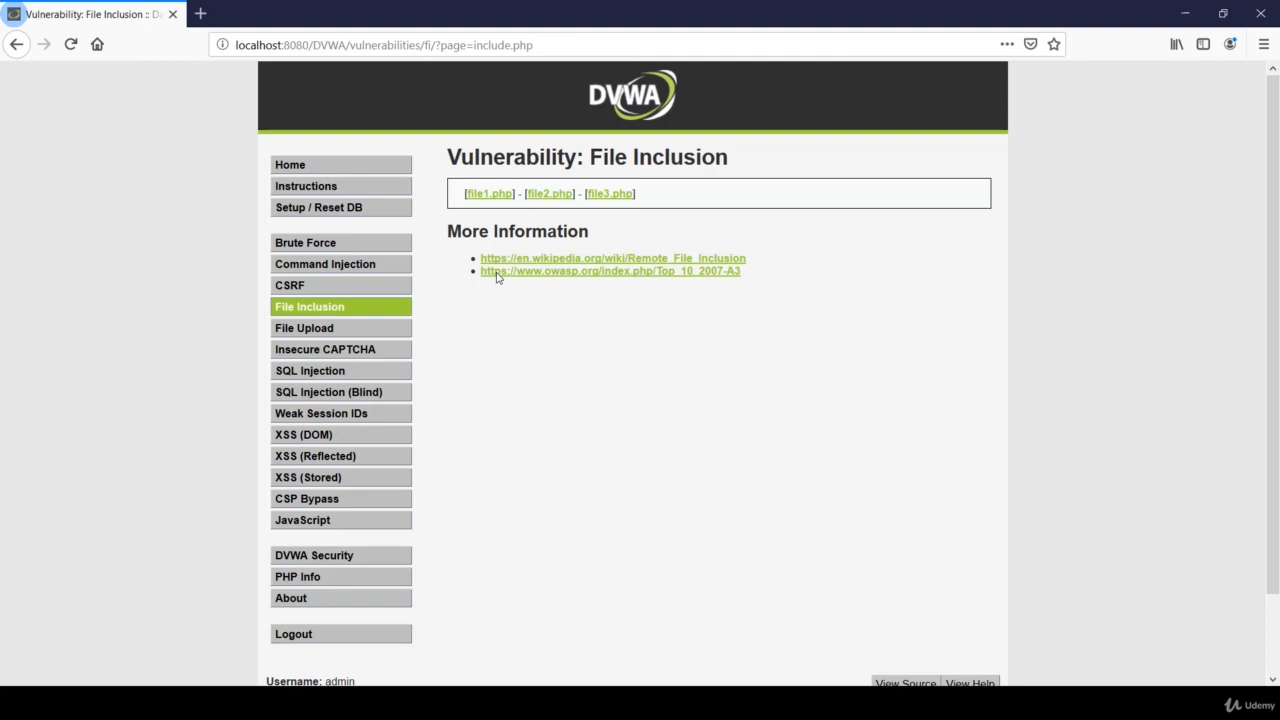 Vulnerability: File Inclusion :: Da
localhost:8080/DVWA/vulnerabilities/fi/?page=include.php
DVWA
Home
Instructions
Setup / Reset DB
Brute Force
Command Injection
CSRF
File Inclusion
File Upload
Insecure CAPTCHA
SQL Injection
SQL Injection (Blind)
Weak Session IDs
XSS (DOM)
XSS (Reflected)
XSS (Stored)
CSP Bypass
JavaScript
DVWA Security
PHP Info
About
Logout
Username: admin
Vulnerability: File Inclusion
[file1.php] - [file2.php] - [file3.php]
More Information
• https://en.wikipedia.org/wiki/Remote_File_Inclusion
• https://www.owasp.org/index.php/Top_10_2007-A3
View Source View Help
Udemy